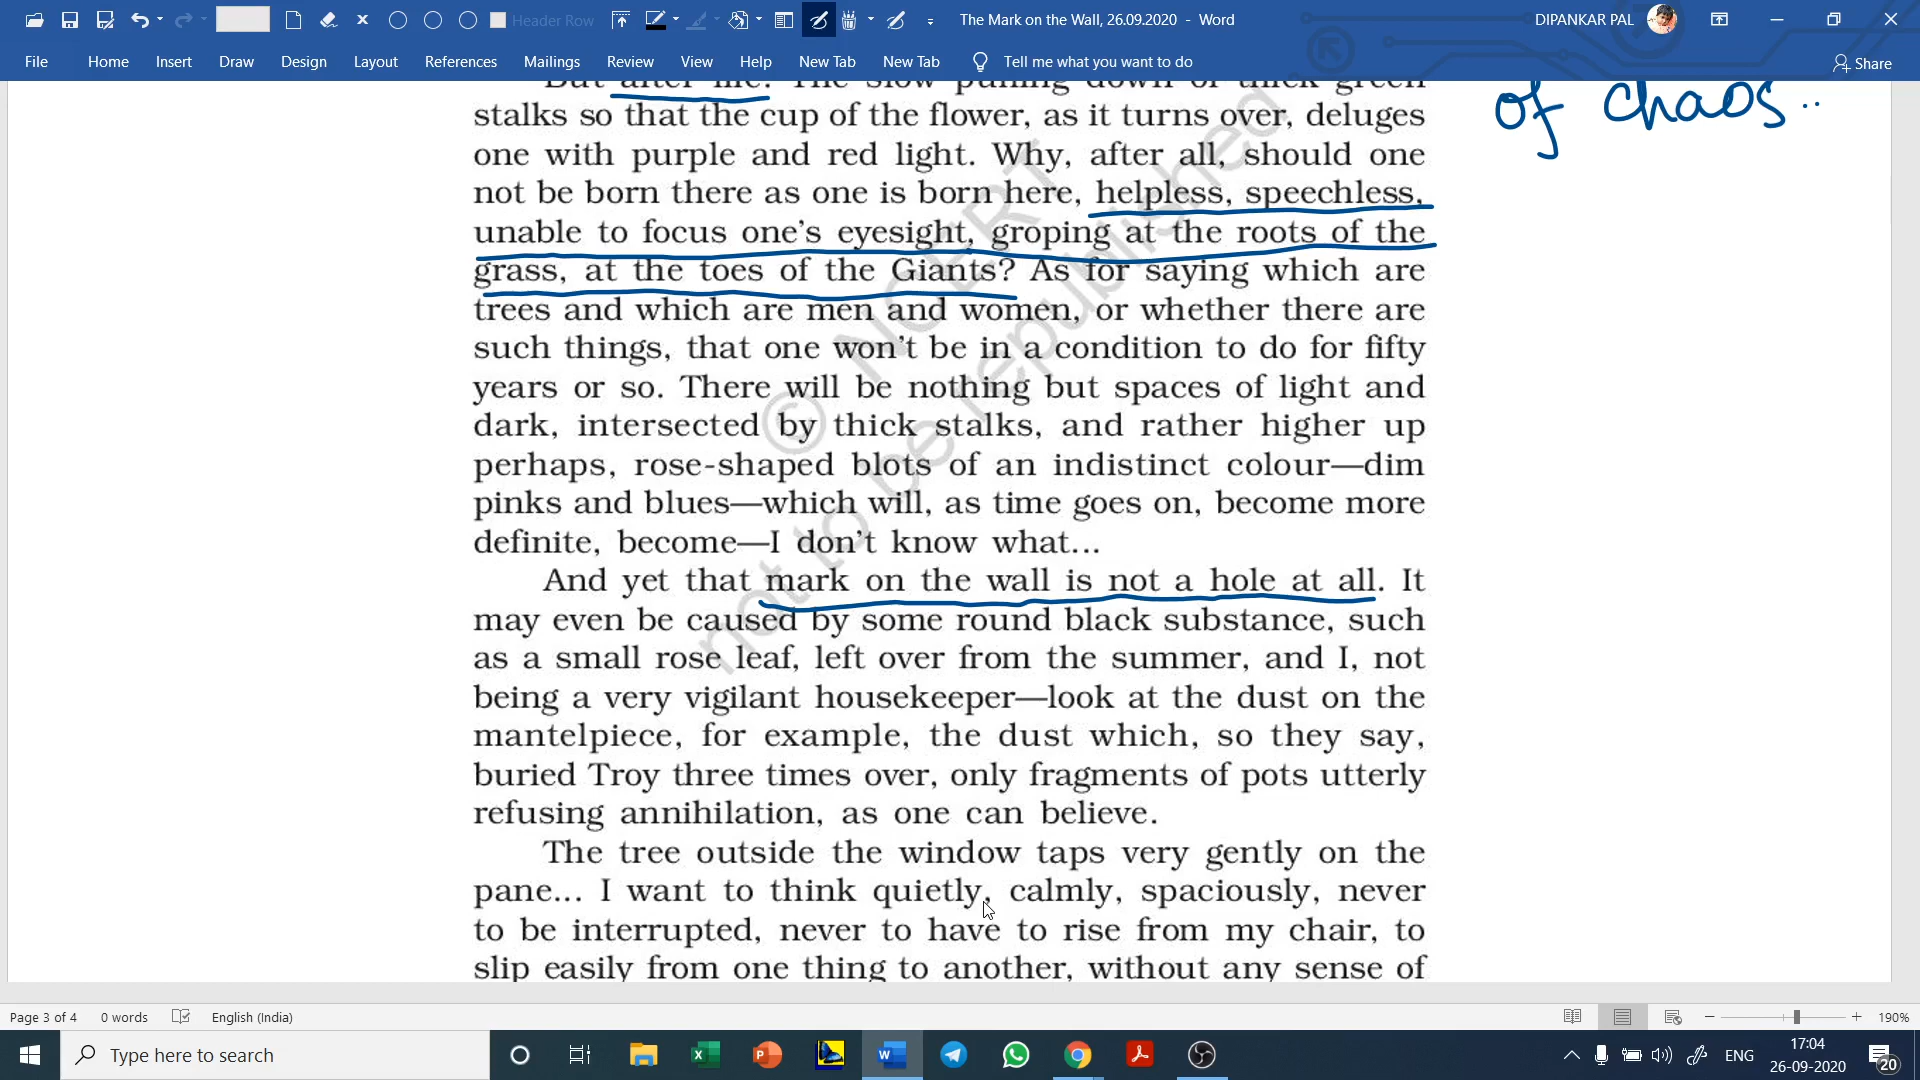 The Mark on the Wall, 26.09.2020 - Word
DIPANKAR PAL
Header Row
File Home Insert Draw Design Layout References Mailings Review View Help New Tab New Tab Tell me what you want to do
Share
But after life. The slow pulling down of thick green
stalks so that the cup of the flower, as it turns over, deluges
one with purple and red light. Why, after all, should one
not be born there as one is born here, helpless, speechless,
unable to focus one's eyesight, groping at the roots of the
grass, at the toes of the Giants? As for saying which are
trees and which are men and women, or whether there are
such things, that one won't be in a condition to do for fifty
years or so. There will be nothing but spaces of light and
dark, intersected by thick stalks, and rather higher up
perhaps, rose-shaped blots of an indistinct colour—dim
pinks and blues—which will, as time goes on, become more
definite, become—I don't know what...
And yet that mark on the wall is not a hole at all. It
may even be caused by some round black substance, such
as a small rose leaf, left over from the summer, and I, not
being a very vigilant housekeeper—look at the dust on the
mantelpiece, for example, the dust which, so they say,
buried Troy three times over, only fragments of pots utterly
refusing annihilation, as one can believe.
The tree outside the window taps very gently on the
pane... I want to think quietly, calmly, spaciously, never
to be interrupted, never to have to rise from my chair, to
slip easily from one thing to another, without any sense of
© NCERT
not to be republished
of chaos..
Page 3 of 4 0 words English (India)
190%
Type here to search
ENG
17:04
26-09-2020
20